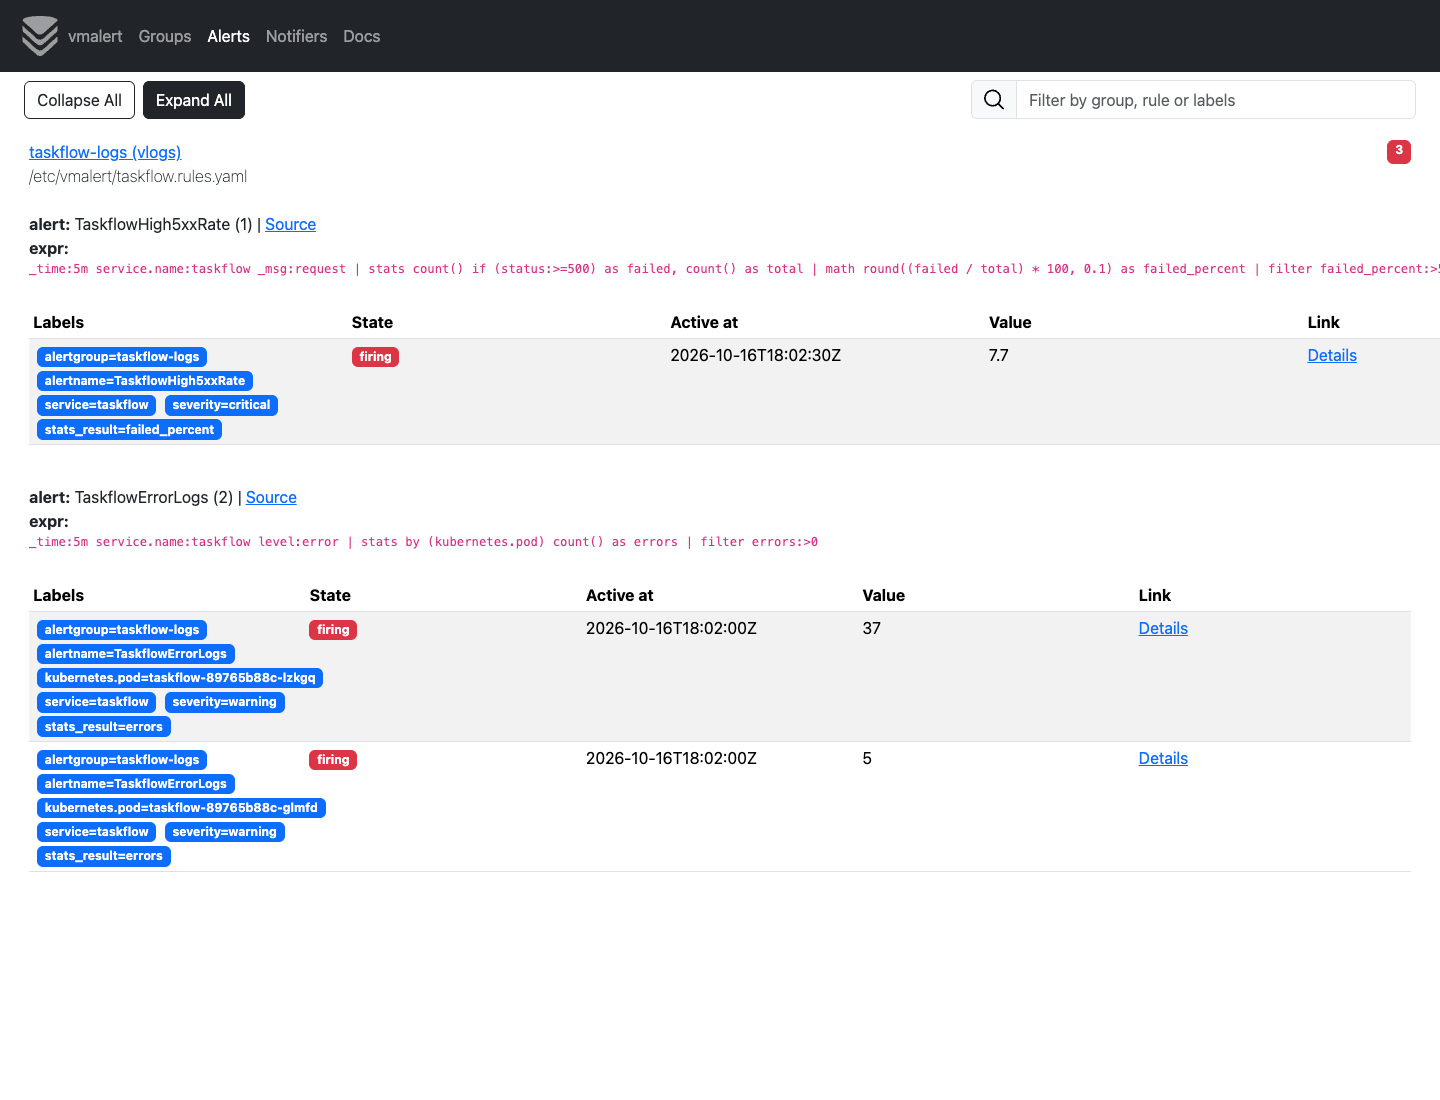 vmalert Groups Alerts Notifiers Docs
Collapse All Expand All Filter by group, rule or labels
taskflow-logs (vlogs) 3
/etc/vmalert/taskflow.rules.yaml
alert: TaskflowHigh5xxRate (1) | Source
expr:
_time:5m service.name:taskflow _msg:request | stats count() if (status:>=500) as failed, count() as total | math round((failed / total) * 100, 0.1) as failed_percent | filter failed_percent:>
Labels State Active at Value Link
alertgroup=taskflow-logs firing 2026-10-16T18:02:30Z 7.7 Details
alertname=TaskflowHigh5xxRate
service=taskflow severity=critical
stats_result=failed_percent
alert: TaskflowErrorLogs (2) | Source
expr:
_time:5m service.name:taskflow level:error | stats by (kubernetes.pod) count() as errors | filter errors:>0
Labels State Active at Value Link
alertgroup=taskflow-logs firing 2026-10-16T18:02:00Z 37 Details
alertname=TaskflowErrorLogs
kubernetes.pod=taskflow-89765b88c-lzkgq
service=taskflow severity=warning
stats_result=errors
alertgroup=taskflow-logs firing 2026-10-16T18:02:00Z 5 Details
alertname=TaskflowErrorLogs
kubernetes.pod=taskflow-89765b88c-glmfd
service=taskflow severity=warning
stats_result=errors